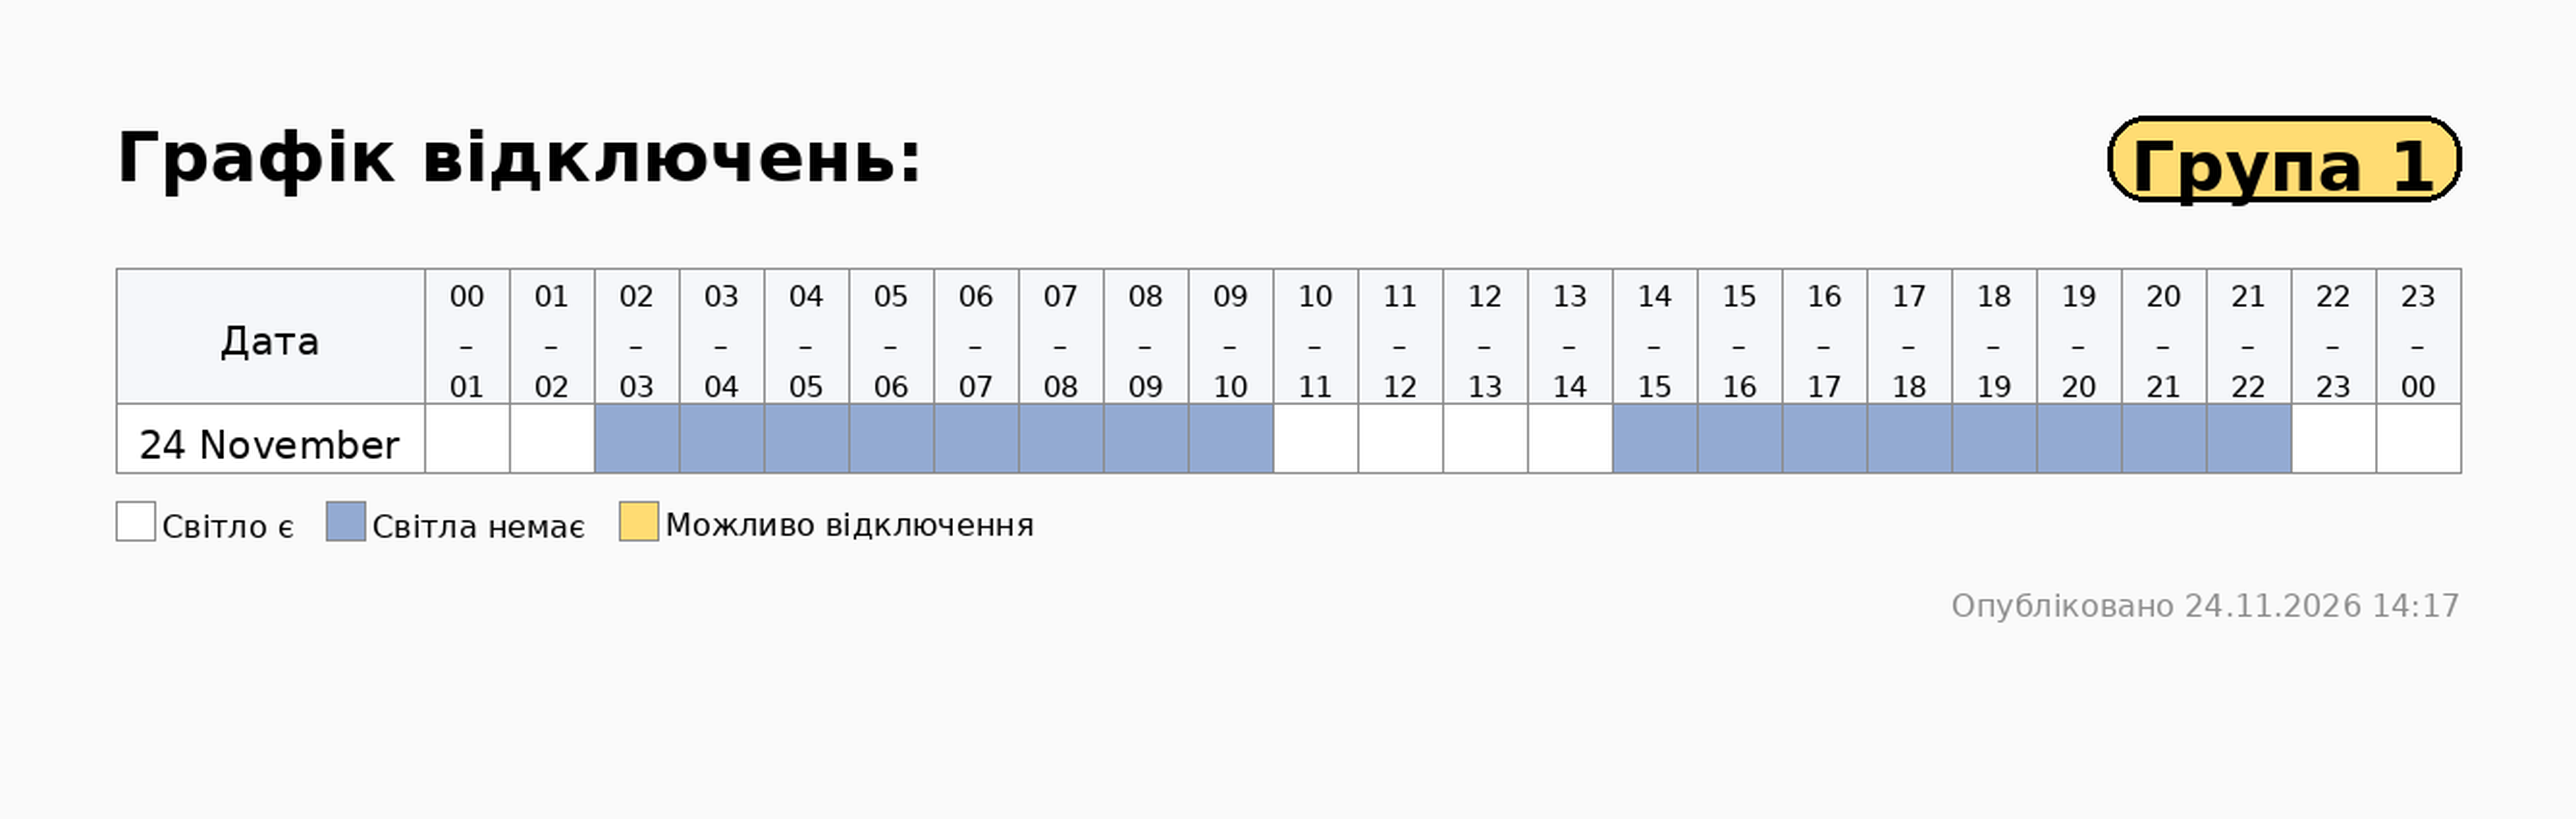 Графік відключень:
Група 1
Дата
00 – 01
01 – 02
02 – 03
03 – 04
04 – 05
05 – 06
06 – 07
07 – 08
08 – 09
09 – 10
10 – 11
11 – 12
12 – 13
13 – 14
14 – 15
15 – 16
16 – 17
17 – 18
18 – 19
19 – 20
20 – 21
21 – 22
22 – 23
23 – 00
24 November
Світло є
Світла немає
Можливо відключення
Опубліковано 24.11.2026 14:17